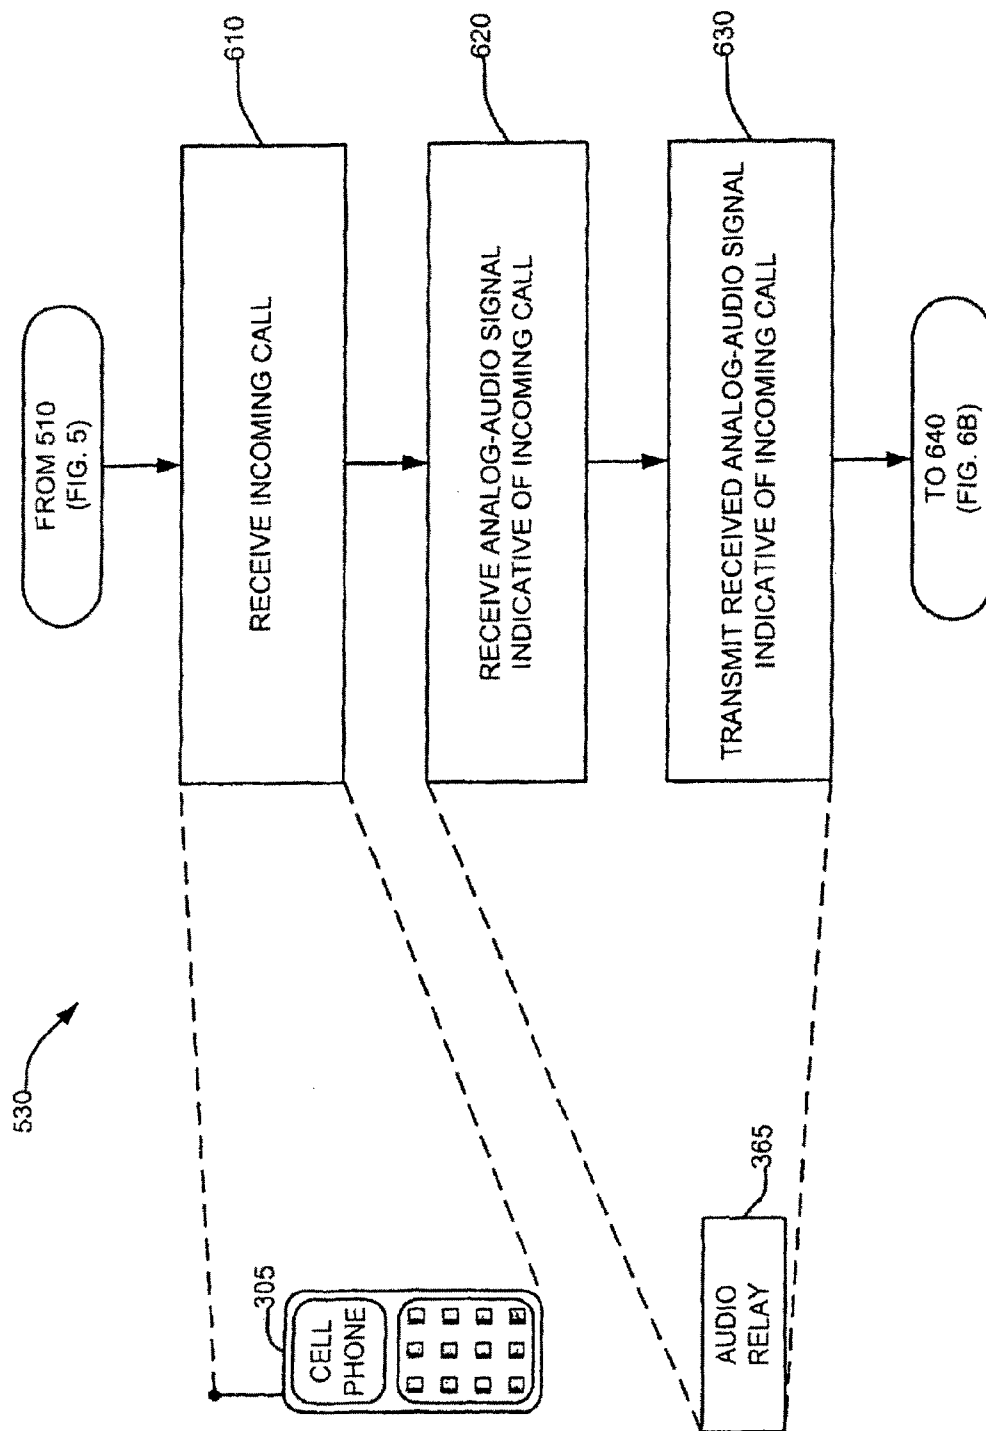 530
FROM 510
(FIG. 5)
RECEIVE INCOMING CALL
610
RECEIVE ANALOG-AUDIO SIGNAL
INDICATIVE OF INCOMING CALL
620
TRANSMIT RECEIVED ANALOG-AUDIO SIGNAL
INDICATIVE OF INCOMING CALL
630
TO 640
(FIG. 6B)
305
CELL
PHONE
365
AUDIO
RELAY